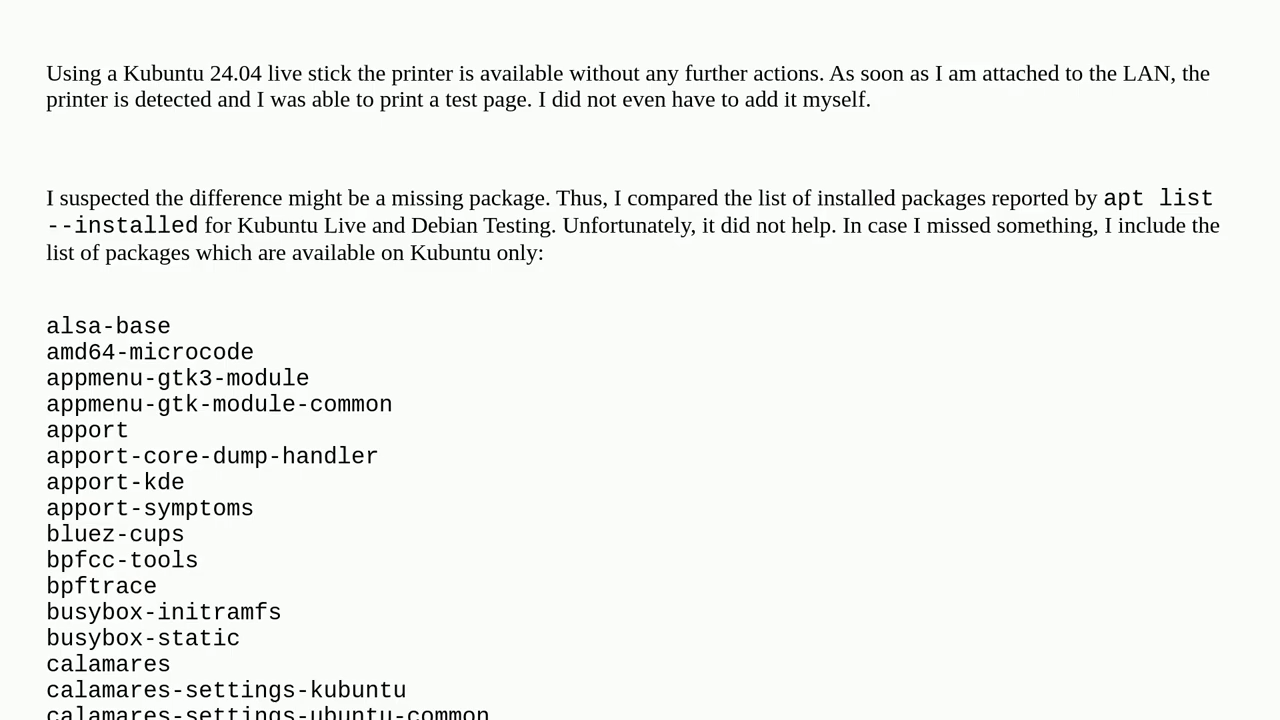 Using a Kubuntu 24.04 live stick the printer is available without any further actions. As soon as I am attached to the LAN, the
printer is detected and I was able to print a test page. I did not even have to add it myself.
I suspected the difference might be a missing package. Thus, I compared the list of installed packages reported by apt list
--installed for Kubuntu Live and Debian Testing. Unfortunately, it did not help. In case I missed something, I include the
list of packages which are available on Kubuntu only:
alsa-base
amd64-microcode
appmenu-gtk3-module
appmenu-gtk-module-common
apport
apport-core-dump-handler
apport-kde
apport-symptoms
bluez-cups
bpfcc-tools
bpftrace
busybox-initramfs
busybox-static
calamares
calamares-settings-kubuntu
calamares-settings-ubuntu-common